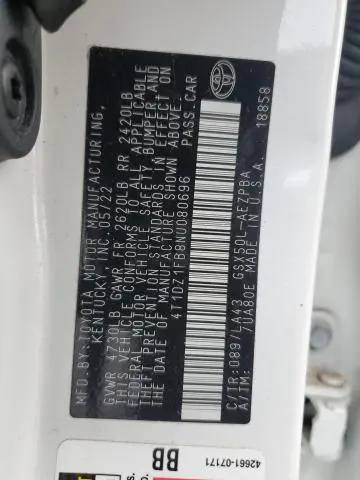 MFD.BY:TOYOTA MOTOR MANUFACTURING,
KENTUCKY, INC. 05/22
GVWR 4730LB GAWR FR 2620LB RR 2420LB
THIS VEHICLE CONFORMS TO ALL APPLICABLE
FEDERAL MOTOR VEHICLE SAFETY, BUMPER, AND
THEFT PREVENTION STANDARDS IN EFFECT ON
THE DATE OF MANUFACTURE SHOWN ABOVE.
4T1DZ1FB8NU080696 PASS.CAR
C/TR:089/LA43 GSX50L-AEZPBA
A/TM: /UA80E MADE IN U.S.A. 18858
42661-07171
BB